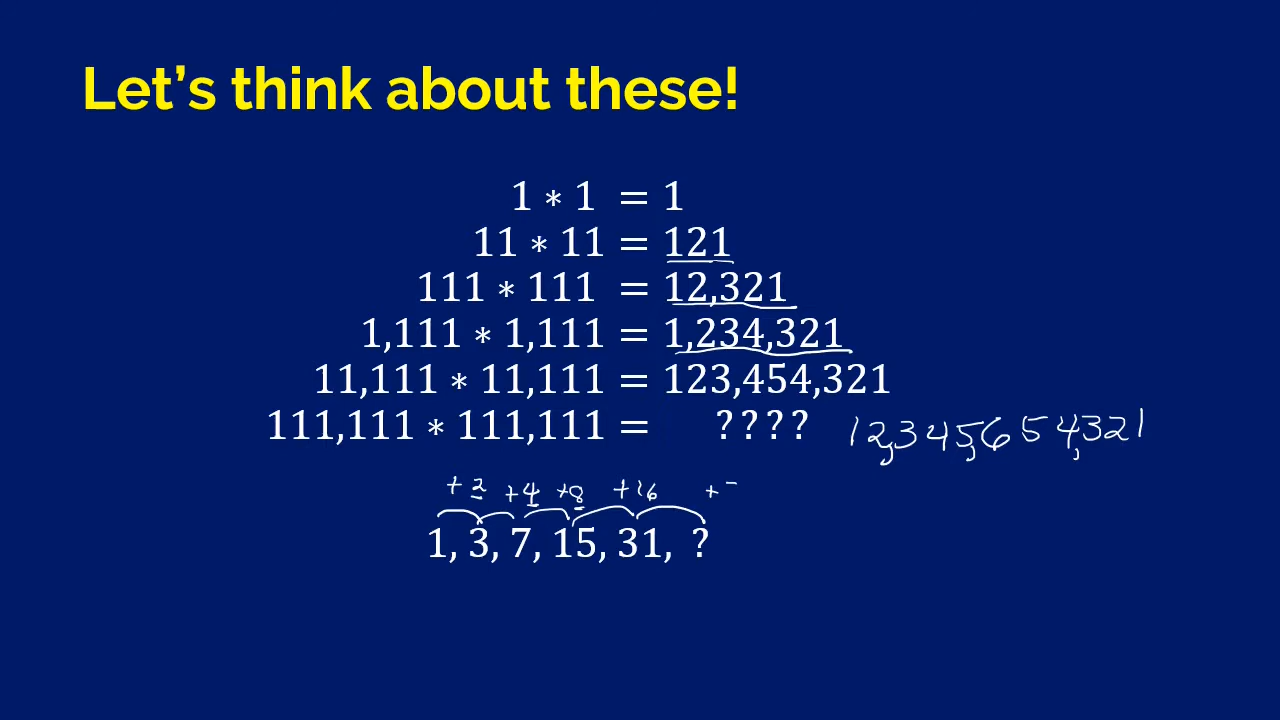 Let's think about these!
1 * 1 = 1
11 * 11 = 121
111 * 111 = 12,321
1,111 * 1,111 = 1,234,321
11,111 * 11,111 = 123,454,321
111,111 * 111,111 = ???? 12,345,654,321
+2 +4 +8 +16 +
1, 3, 7, 15, 31, ?